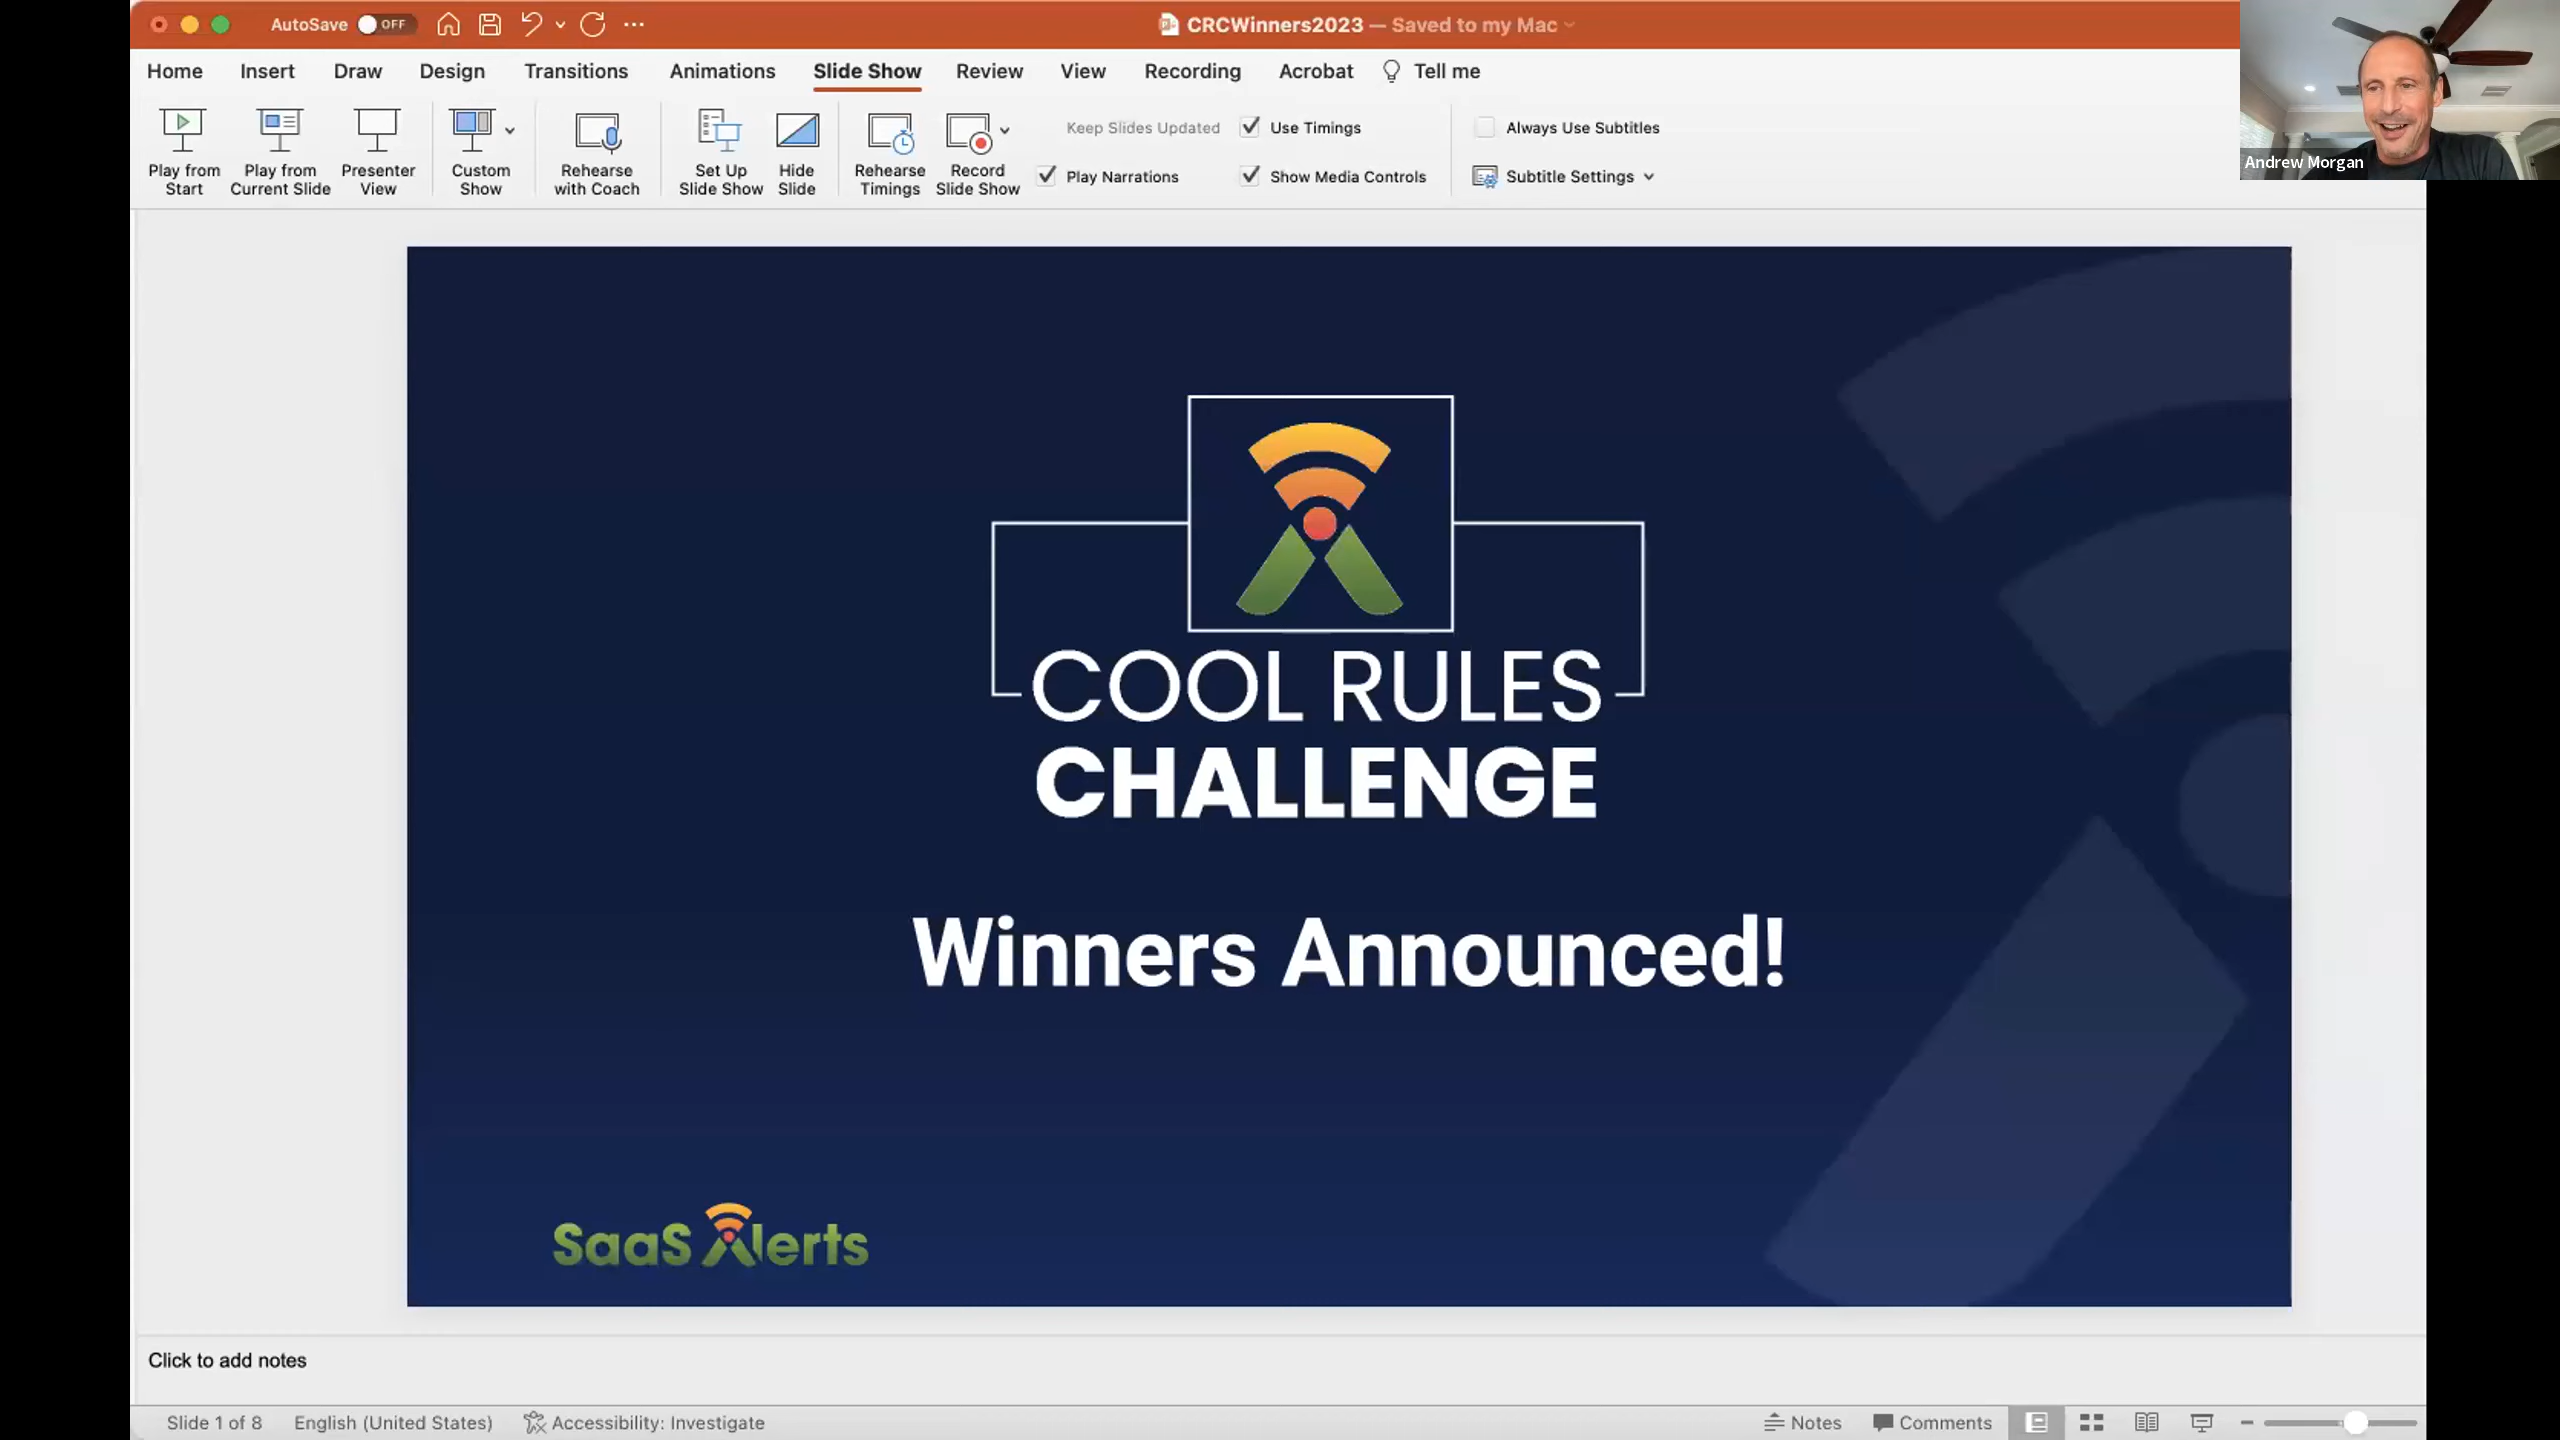 AutoSave OFF
CRCWinners2023 — Saved to my Mac
Home Insert Draw Design Transitions Animations Slide Show Review View Recording Acrobat Tell me
Play from Start
Play from Current Slide
Presenter View
Custom Show
Rehearse with Coach
Set Up Slide Show
Hide Slide
Rehearse Timings
Record Slide Show
Keep Slides Updated
Use Timings
Play Narrations
Show Media Controls
Always Use Subtitles
Subtitle Settings
Andrew Morgan
COOL RULES
CHALLENGE
Winners Announced!
SaaS Alerts
Click to add notes
Slide 1 of 8 English (United States) Accessibility: Investigate Notes Comments